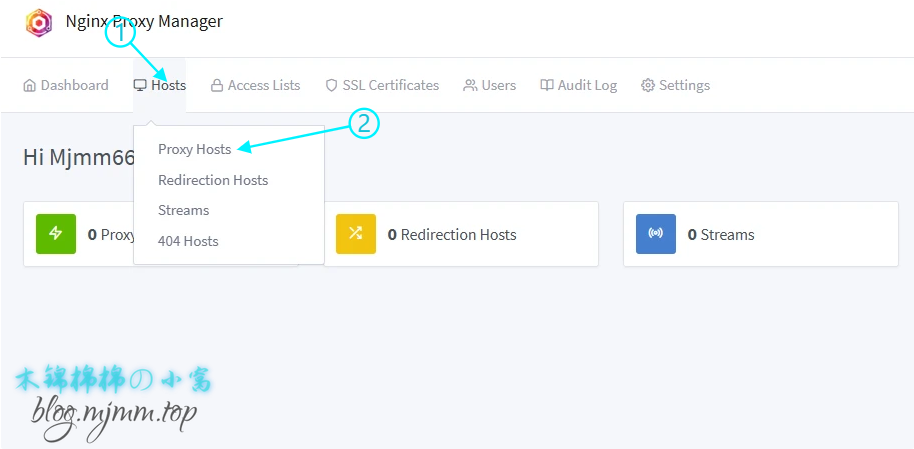 Nginx Proxy Manager
1
Dashboard Hosts Access Lists SSL Certificates Users Audit Log Settings
2
Proxy Hosts
Hi Mjmm66
Redirection Hosts
Streams
0 Proxy 0 Redirection Hosts 0 Streams
404 Hosts
木锦棉棉の小窝
blog.mjmm.top